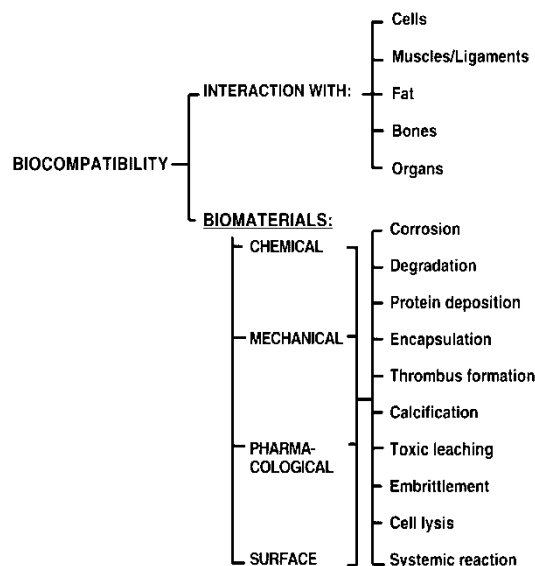 BIOCOMPATIBILITY
INTERACTION WITH:
Cells
Muscles/Ligaments
Fat
Bones
Organs
BIOMATERIALS:
CHEMICAL
MECHANICAL
PHARMA-
COLOGICAL
SURFACE
Corrosion
Degradation
Protein deposition
Encapsulation
Thrombus formation
Calcification
Toxic leaching
Embrittlement
Cell lysis
Systemic reaction